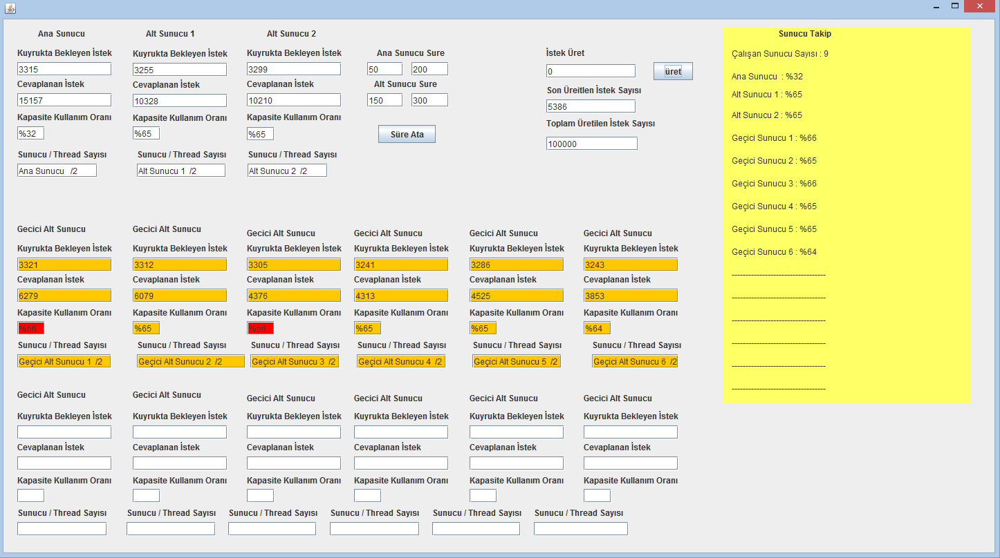 Ana Sunucu Alt Sunucu 1 Alt Sunucu 2 Sunucu Takip
Kuyrukta Bekleyen İstek Kuyrukta Bekleyen İstek Kuyrukta Bekleyen İstek Ana Sunucu Sure İstek Üret Çalışan Sunucu Sayısı : 9
3315 3255 3299 50 200 0 üret
Ana Sunucu : %32
Cevaplanan İstek Cevaplanan İstek Cevaplanan İstek Alt Sunucu Sure Son Üreitlen İstek Sayısı
Alt Sunucu 1 : %65
15157 10328 10210 150 300 5386
Kapasite Kullanım Oranı Kapasite Kullanım Oranı Kapasite Kullanım Oranı Toplam Üretilen İstek Sayısı Alt Sunucu 2 : %65
%32 %65 %65 Süre Ata 100000 Geçici Sunucu 1 : %66
Sunucu / Thread Sayısı Sunucu / Thread Sayısı Sunucu / Thread Sayısı Geçici Sunucu 2 : %65
Ana Sunucu /2 Alt Sunucu 1 /2 Alt Sunucu 2 /2
Geçici Sunucu 3 : %66
Geçici Sunucu 4 : %65
Gecici Alt Sunucu Gecici Alt Sunucu Gecici Alt Sunucu Gecici Alt Sunucu Gecici Alt Sunucu Gecici Alt Sunucu Geçici Sunucu 5 : %65
Kuyrukta Bekleyen İstek Kuyrukta Bekleyen İstek Kuyrukta Bekleyen İstek Kuyrukta Bekleyen İstek Kuyrukta Bekleyen İstek Kuyrukta Bekleyen İstek Geçici Sunucu 6 : %64
3321 3312 3305 3241 3286 3243
Cevaplanan İstek Cevaplanan İstek Cevaplanan İstek Cevaplanan İstek Cevaplanan İstek Cevaplanan İstek ----------------------------------
6279 6079 4376 4313 4525 3853 ----------------------------------
Kapasite Kullanım Oranı Kapasite Kullanım Oranı Kapasite Kullanım Oranı Kapasite Kullanım Oranı Kapasite Kullanım Oranı Kapasite Kullanım Oranı ----------------------------------
%66 %65 %66 %65 %65 %64
Sunucu / Thread Sayısı Sunucu / Thread Sayısı Sunucu / Thread Sayısı Sunucu / Thread Sayısı Sunucu / Thread Sayısı Sunucu / Thread Sayısı ----------------------------------
Geçici Alt Sunucu 1 /2 Geçici Alt Sunucu 2 /2 Geçici Alt Sunucu 3 /2 Geçici Alt Sunucu 4 /2 Geçici Alt Sunucu 5 /2 Geçici Alt Sunucu 6 /2 ----------------------------------
Gecici Alt Sunucu Gecici Alt Sunucu Gecici Alt Sunucu Gecici Alt Sunucu Gecici Alt Sunucu Gecici Alt Sunucu ----------------------------------
Kuyrukta Bekleyen İstek Kuyrukta Bekleyen İstek Kuyrukta Bekleyen İstek Kuyrukta Bekleyen İstek Kuyrukta Bekleyen İstek Kuyrukta Bekleyen İstek
Cevaplanan İstek Cevaplanan İstek Cevaplanan İstek Cevaplanan İstek Cevaplanan İstek Cevaplanan İstek
Kapasite Kullanım Oranı Kapasite Kullanım Oranı Kapasite Kullanım Oranı Kapasite Kullanım Oranı Kapasite Kullanım Oranı Kapasite Kullanım Oranı
Sunucu / Thread Sayısı Sunucu / Thread Sayısı Sunucu / Thread Sayısı Sunucu / Thread Sayısı Sunucu / Thread Sayısı Sunucu / Thread Sayısı